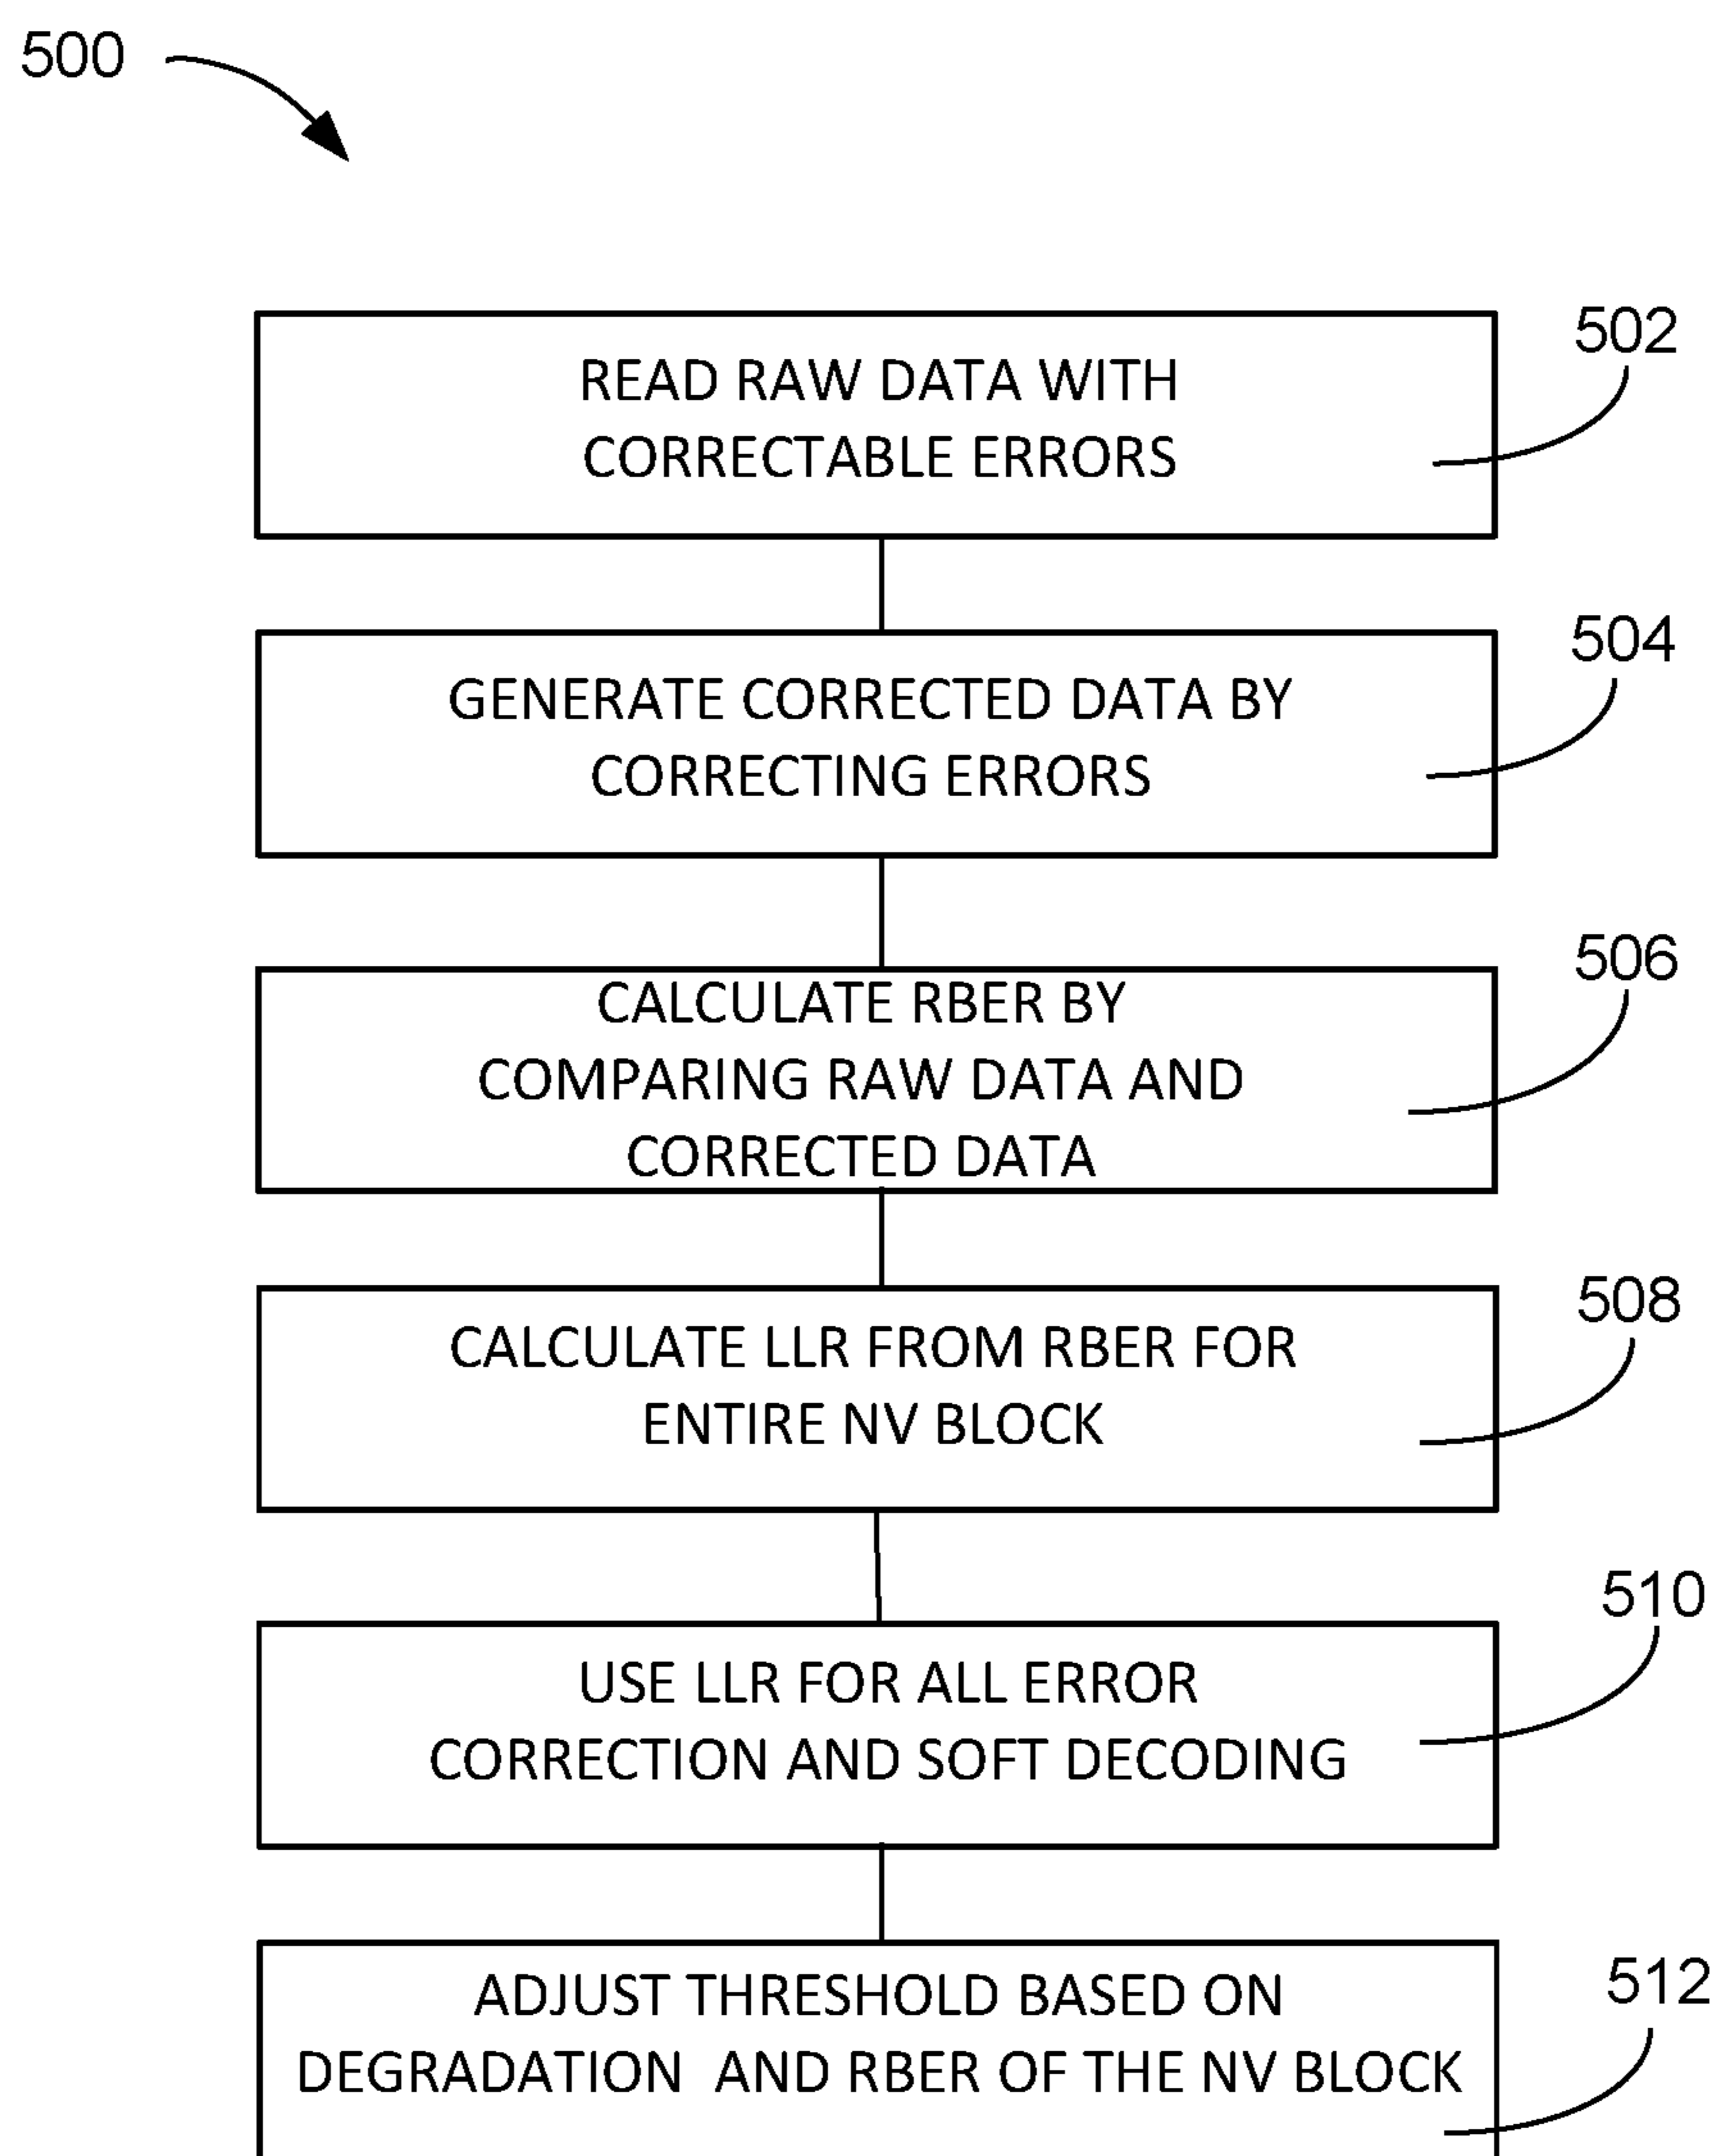 500
502
READ RAW DATA WITH
CORRECTABLE ERRORS
504
GENERATE CORRECTED DATA BY
CORRECTING ERRORS
506
CALCULATE RBER BY
COMPARING RAW DATA AND
CORRECTED DATA
508
CALCULATE LLR FROM RBER FOR
ENTIRE NV BLOCK
510
USE LLR FOR ALL ERROR
CORRECTION AND SOFT DECODING
512
ADJUST THRESHOLD BASED ON
DEGRADATION AND RBER OF THE NV BLOCK